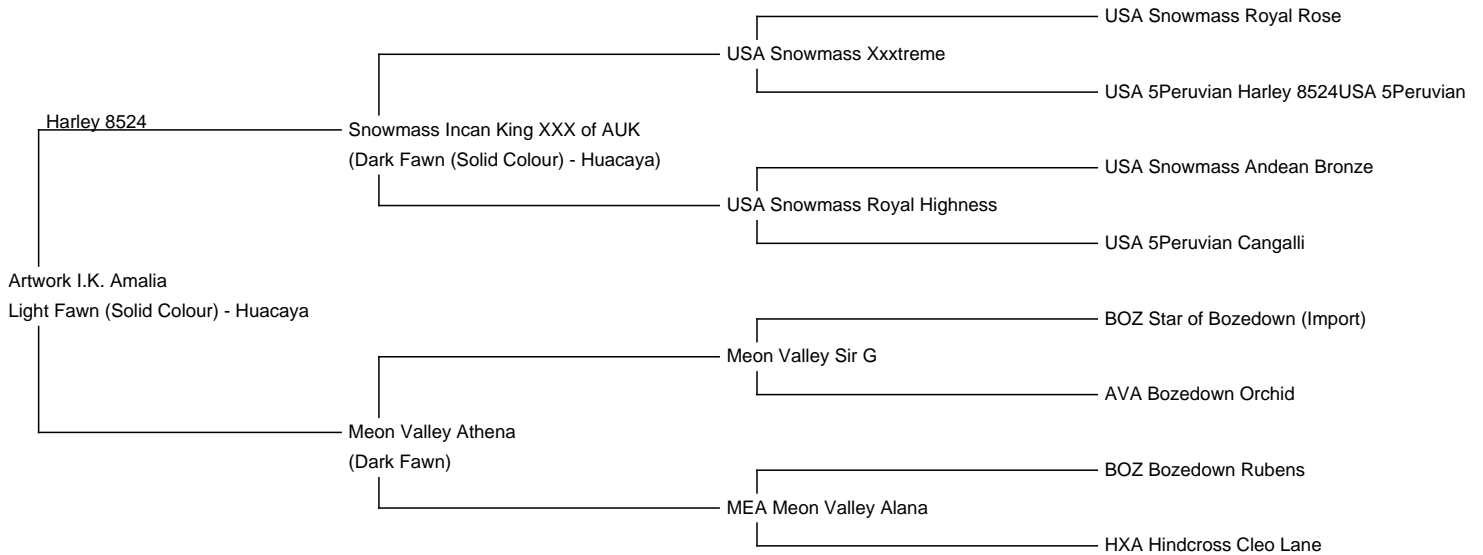 USA Snowmass Royal Rose
USA Snowmass Xxxtreme
USA 5Peruvian Harley 8524USA 5Peruvian
Harley 8524
Snowmass Incan King XXX of AUK
(Dark Fawn (Solid Colour) - Huacaya)
USA Snowmass Andean Bronze
USA Snowmass Royal Highness
USA 5Peruvian Cangalli
Artwork I.K. Amalia
Light Fawn (Solid Colour) - Huacaya
BOZ Star of Bozedown (Import)
Meon Valley Sir G
AVA Bozedown Orchid
Meon Valley Athena
(Dark Fawn)
BOZ Bozedown Rubens
MEA Meon Valley Alana
HXA Hindcross Cleo Lane